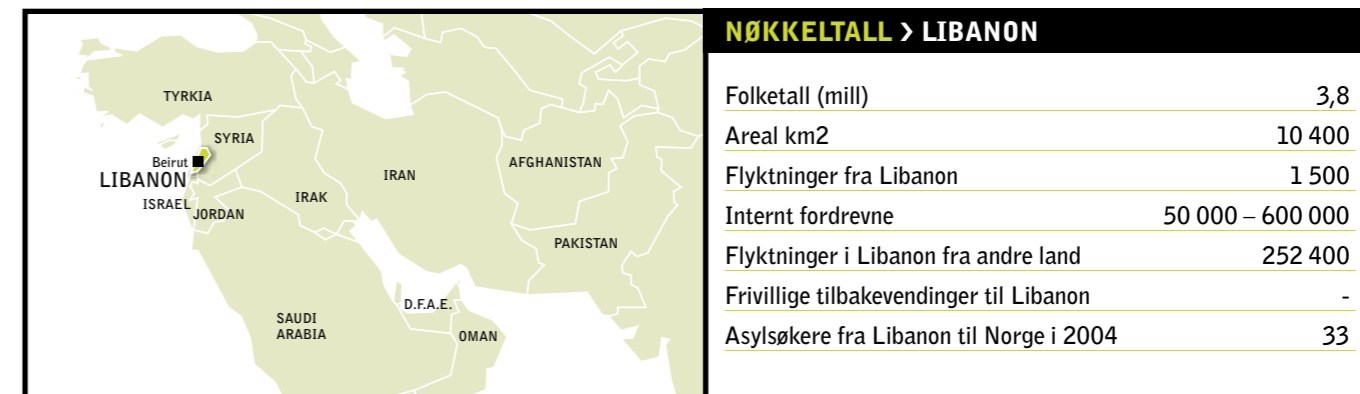 TYRKIA
SYRIA
Beirut
LIBANON
ISRAEL
JORDAN
IRAK
IRAN
AFGHANISTAN
PAKISTAN
D.F.A.E.
SAUDI
ARABIA
OMAN
NØKKELTALL > LIBANON
Folketall (mill) 3,8
Areal km2 10 400
Flyktninger fra Libanon 1 500
Internt fordrevne 50 000 – 600 000
Flyktninger i Libanon fra andre land 252 400
Frivillige tilbakevendinger til Libanon -
Asylsøkere fra Libanon til Norge i 2004 33